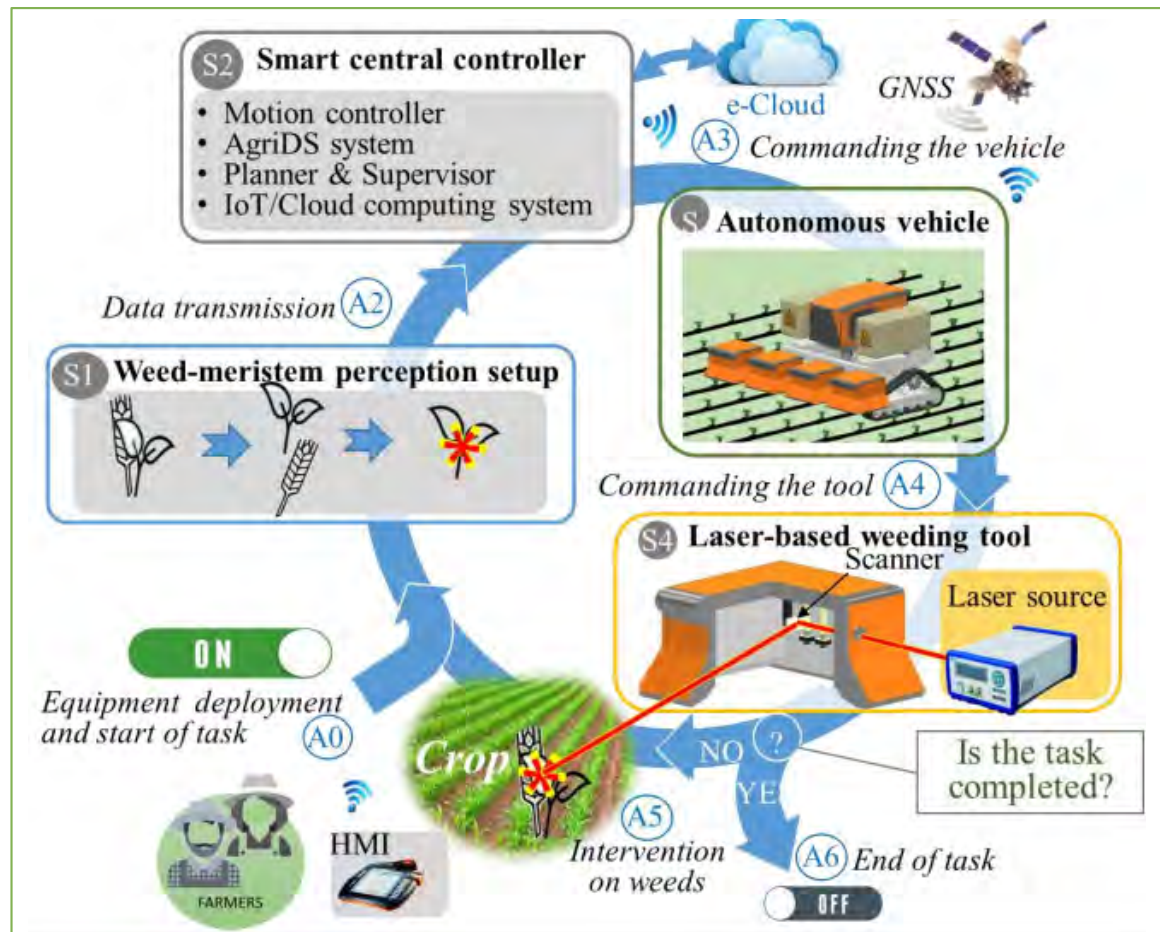 S2 Smart central controller
• Motion controller
• AgriDS system
• Planner & Supervisor
• IoT/Cloud computing system
e-Cloud
GNSS
A3 Commanding the vehicle
S Autonomous vehicle
Data transmission A2
S1 Weed-meristem perception setup
Commanding the tool A4
S4 Laser-based weeding tool
Scanner
Laser source
ON
Equipment deployment
and start of task A0
Crop
NO ?
YE
Is the task
completed?
A5
Intervention
on weeds
A6 End of task
OFF
HMI
FARMERS